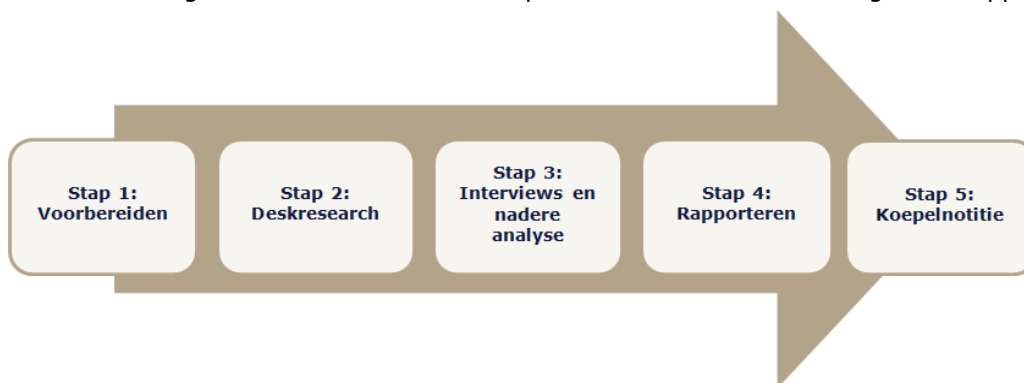 Stap 1:
Voorbereiden
Stap 2:
Deskresearch
Stap 3:
Interviews en
nadere
analyse
Stap 4:
Rapporteren
Stap 5:
Koepelnotitie